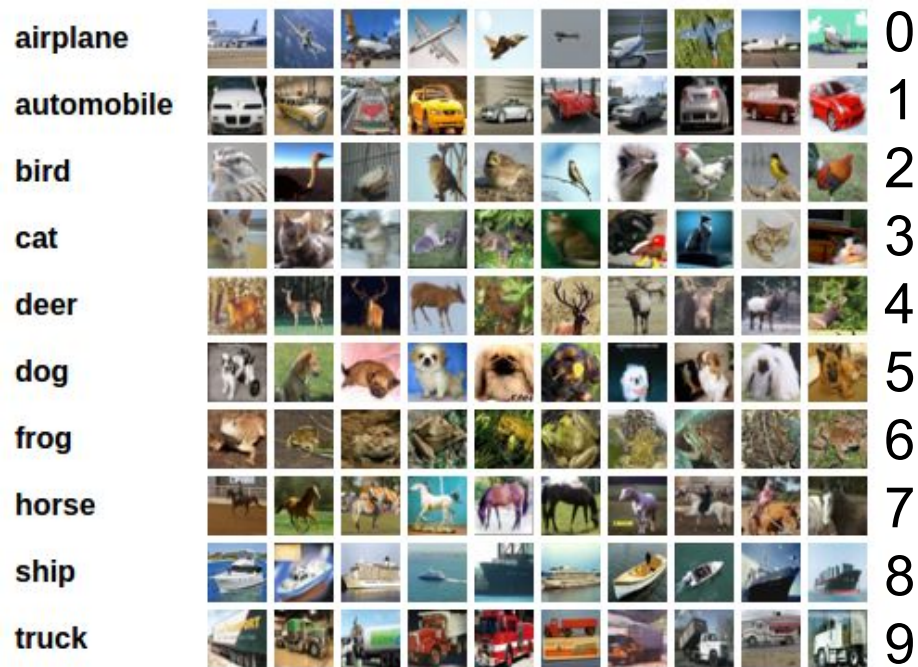 airplane 0
automobile 1
bird 2
cat 3
deer 4
dog 5
frog 6
horse 7
ship 8
truck 9